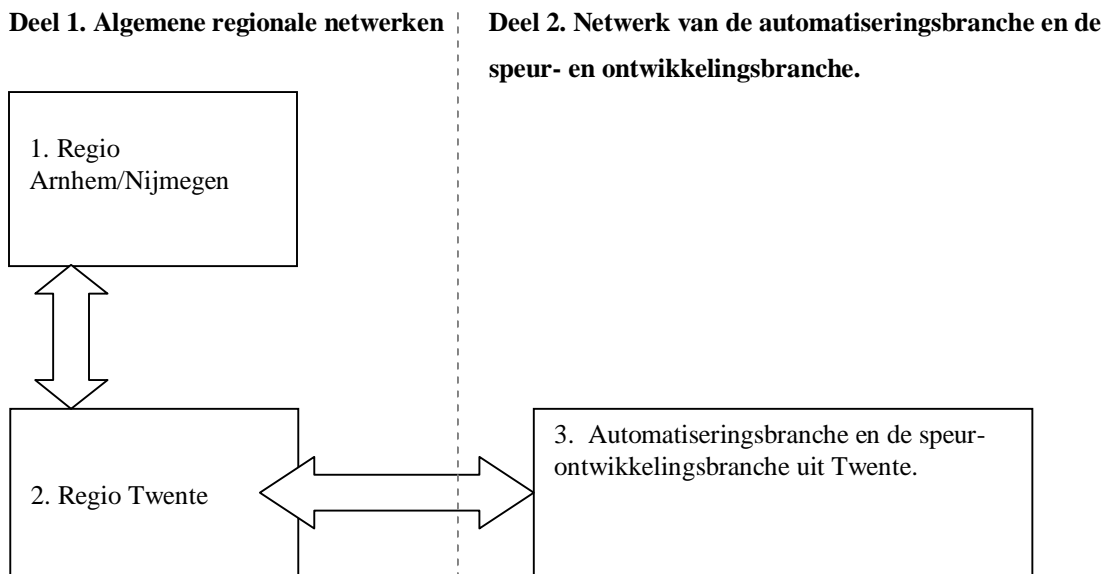 Deel 1. Algemene regionale netwerken
Deel 2. Netwerk van de automatiseringsbranche en de
speur- en ontwikkelingsbranche.
1. Regio
Arnhem/Nijmegen
2. Regio Twente
3. Automatiseringsbranche en de speur-
ontwikkelingsbranche uit Twente.